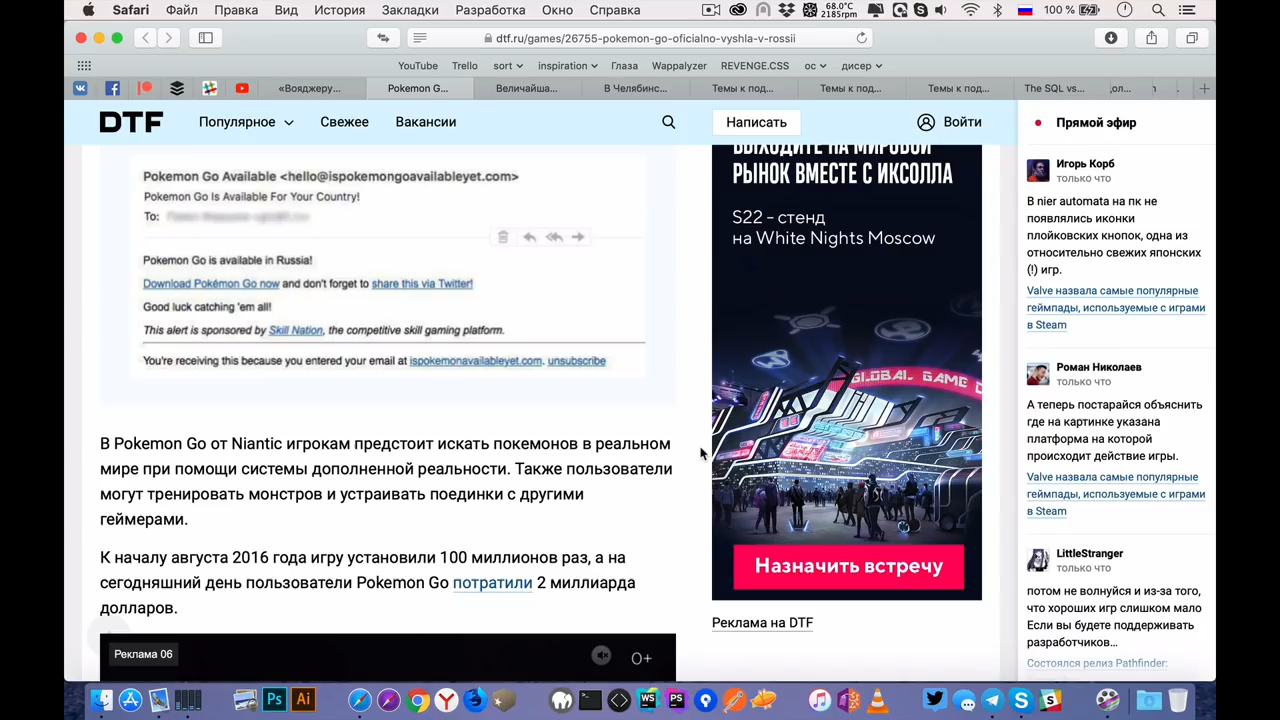 Safari Файл Правка Вид История Закладки Разработка Окно Справка
68.0°C
2185rpm
100 %
dtf.ru/games/26755-pokemon-go-oficialno-vyshla-v-rossii
YouTube Trello sort inspiration Глаза Wappalyzer REVENGE.CSS ос дисер
«Вояджеру... Pokemon G... Величайша... В Челябинс... Темы к под... Темы к под... Темы к под... The SQL vs...
DTF Популярное Свежее Вакансии
Написать
Войти
Pokemon Go Available <hello@ispokemongoavailableyet.com>
Pokemon Go Is Available For Your Country!
To:
Pokemon Go is available in Russia!
Download Pokémon Go now and don't forget to share this via Twitter!
Good luck catching 'em all!
This alert is sponsored by Skill Nation, the competitive skill gaming platform.
You're receiving this because you entered your email at ispokemonavailableyet.com. unsubscribe
В Pokemon Go от Niantic игрокам предстоит искать покемонов в реальном
мире при помощи системы дополненной реальности. Также пользователи
могут тренировать монстров и устраивать поединки с другими
геймерами.
К началу августа 2016 года игру установили 100 миллионов раз, а на
сегодняшний день пользователи Pokemon Go потратили 2 миллиарда
долларов.
Реклама 06
0+
ВЫХОДИТЕ НА МИРОВОЙ
РЫНОК ВМЕСТЕ С ИКСОЛЛА
S22 – стенд
на White Nights Moscow
GLOBAL GAME
Назначить встречу
Реклама на DTF
Прямой эфир
Игорь Корб
только что
В nier automata на пк не
появлялись иконки
плойковских кнопок, одна из
относительно свежих японских
(!) игр.
Valve назвала самые популярные
геймпады, используемые с играми
в Steam
Роман Николаев
только что
А теперь постарайся объяснить
где на картинке указана
платформа на которой
происходит действие игры.
Valve назвала самые популярные
геймпады, используемые с играми
в Steam
LittleStranger
только что
потом не волнуйся и из-за того,
что хороших игр слишком мало
Если вы будете поддерживать
разработчиков...
Состоялся релиз Pathfinder:
Ps Ai WS PS